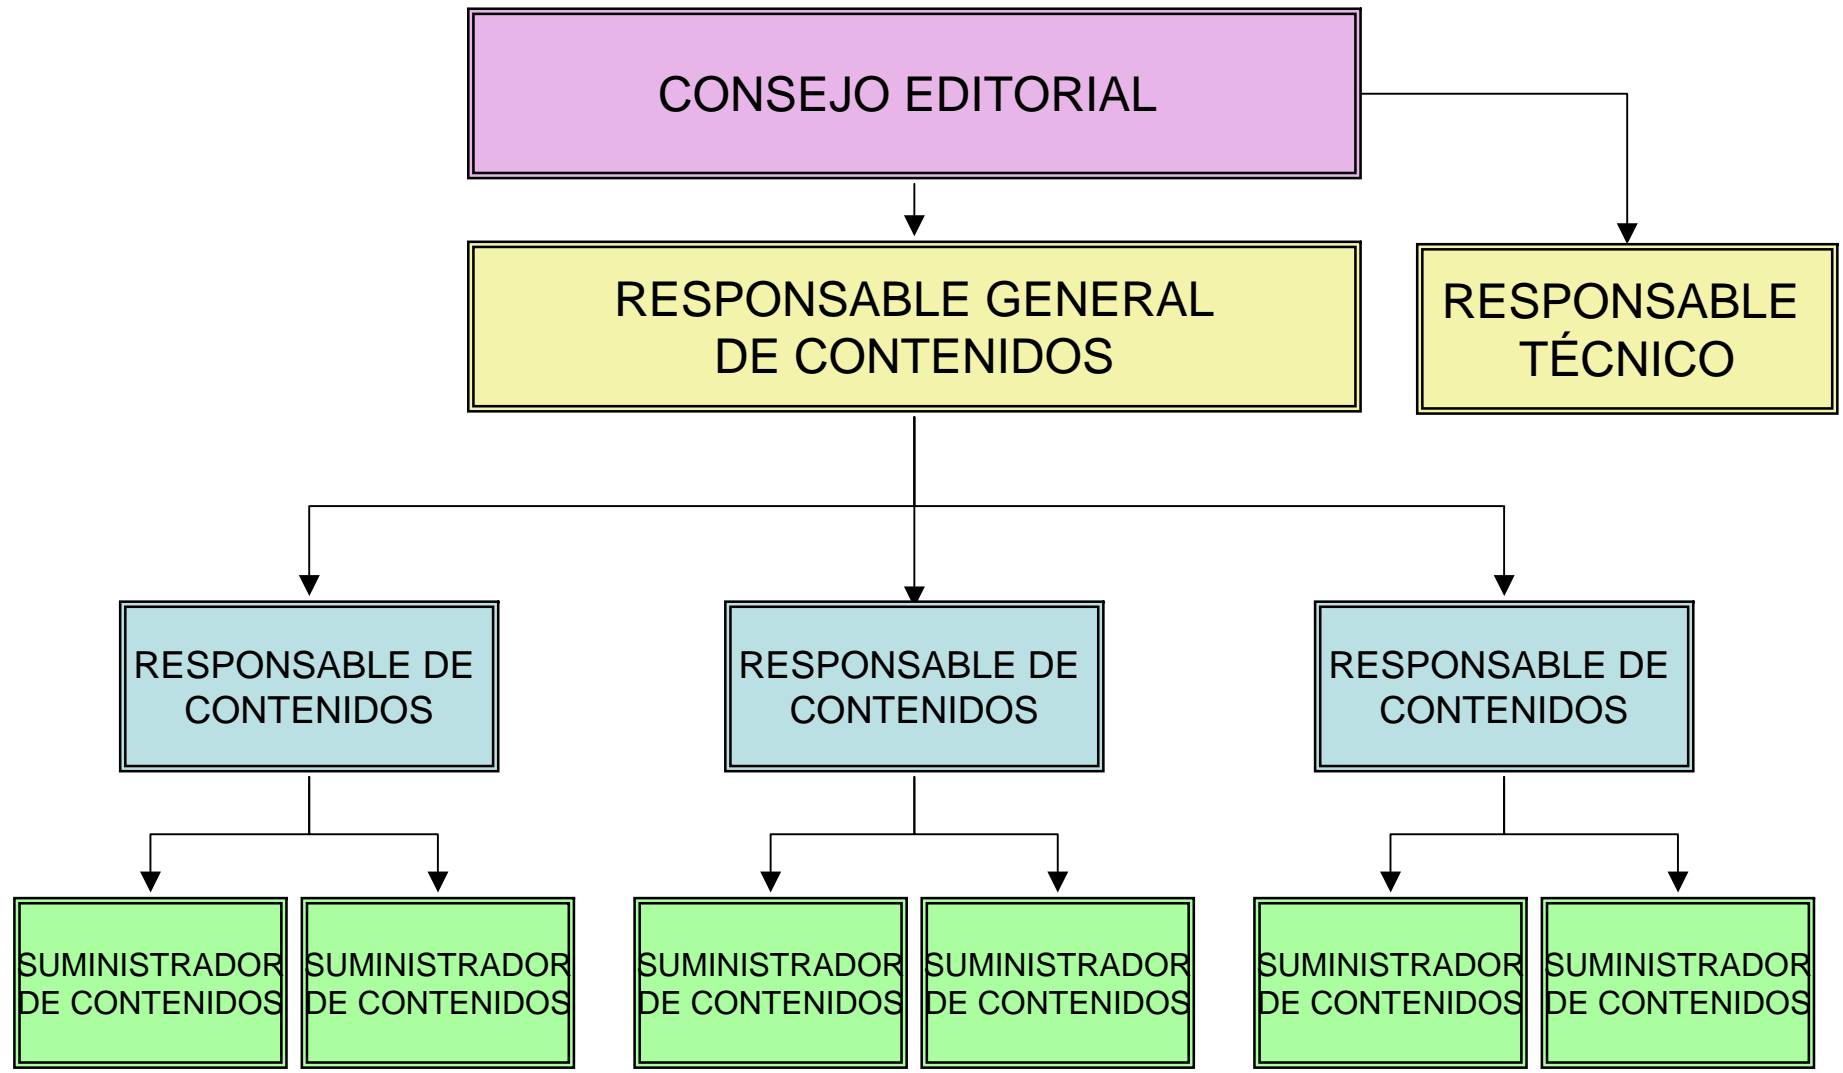 CONSEJO EDITORIAL
RESPONSABLE GENERAL
DE CONTENIDOS
RESPONSABLE
TÉCNICO
RESPONSABLE DE
CONTENIDOS
RESPONSABLE DE
CONTENIDOS
RESPONSABLE DE
CONTENIDOS
SUMINISTRADOR
DE CONTENIDOS
SUMINISTRADOR
DE CONTENIDOS
SUMINISTRADOR
DE CONTENIDOS
SUMINISTRADOR
DE CONTENIDOS
SUMINISTRADOR
DE CONTENIDOS
SUMINISTRADOR
DE CONTENIDOS